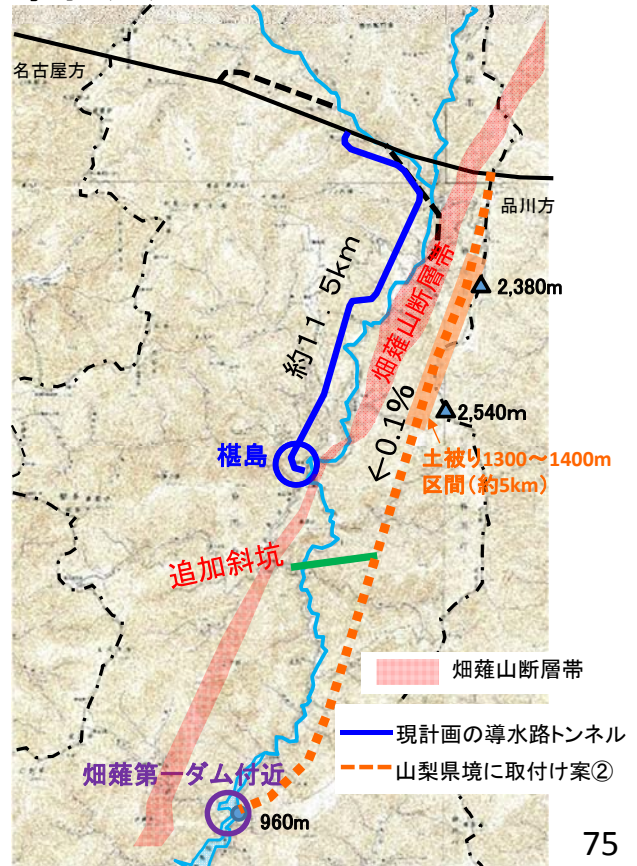 名古屋方
品川方
約11.5km
畑薙山断層帯
2,380m
2,540m
←0.1%
土被り1300～1400m
区間(約5km)
椹島
追加斜坑
畑薙山断層帯
現計画の導水路トンネル
山梨県境に取付け案②
畑薙第一ダム付近
960m
75